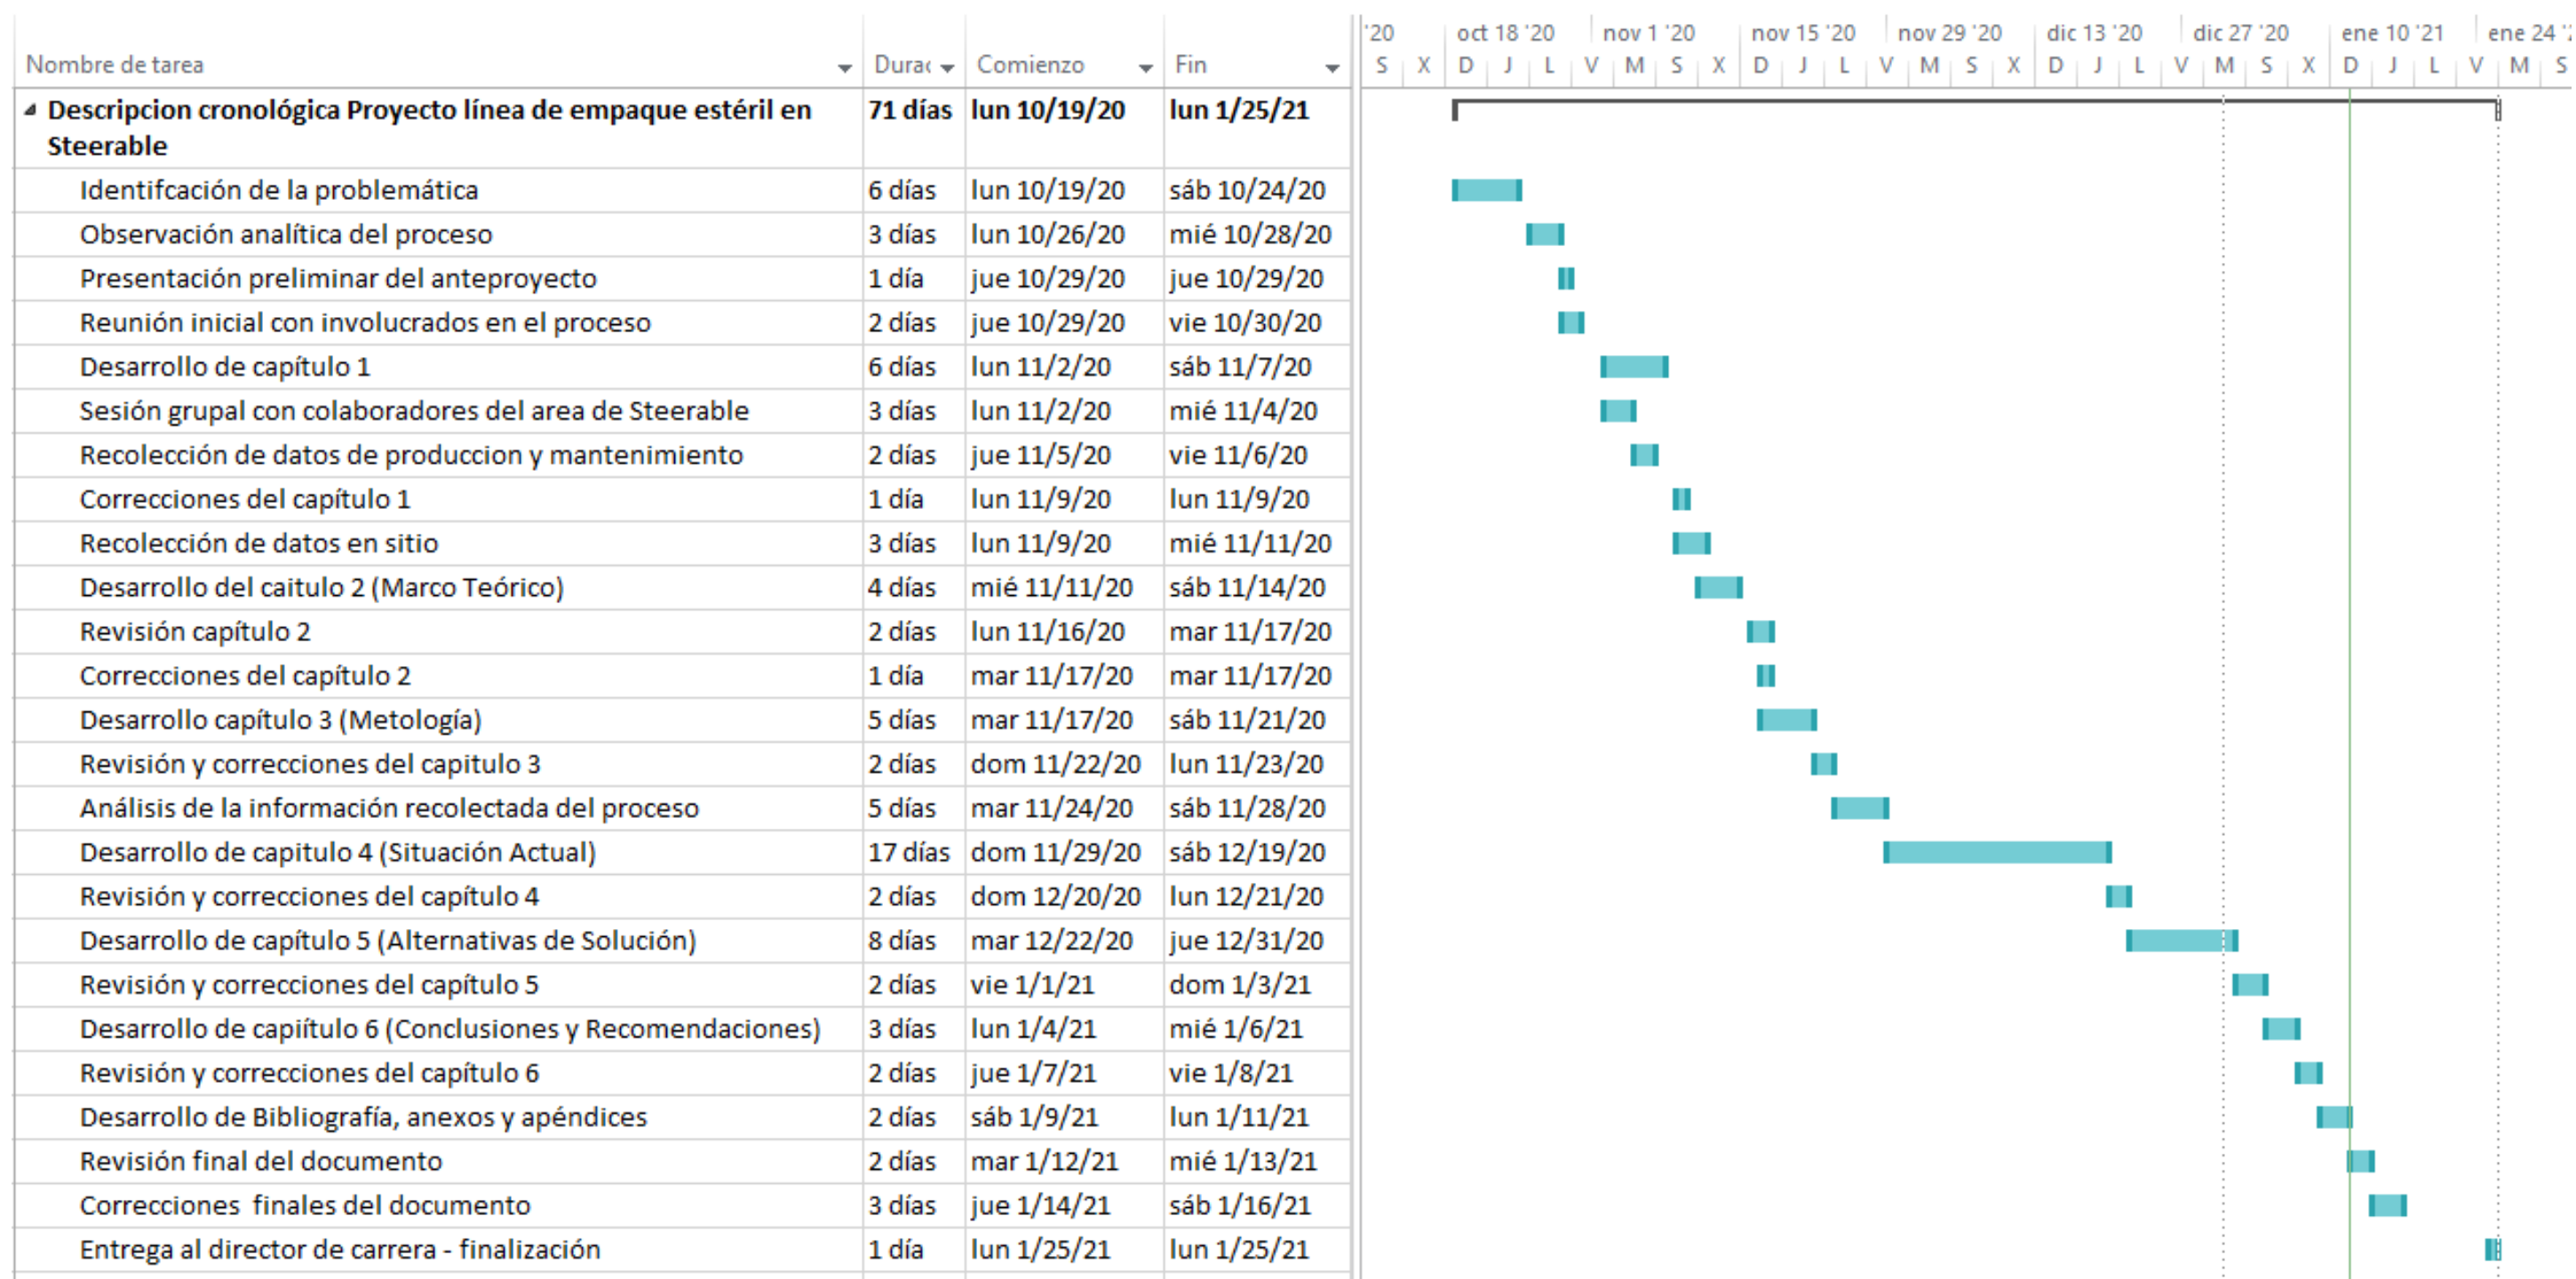 '20 oct 18 '20 nov 1 '20 nov 15 '20 nov 29 '20 dic 13 '20 dic 27 '20 ene 10 '21 ene 24
Nombre de tarea Durac Comienzo Fin S X D J L V M S X D J L V M S X D J L V M S X D J L V M S
Descripcion cronológica Proyecto línea de empaque estéril en 71 días lun 10/19/20 lun 1/25/21
Steerable
Identifcación de la problemática 6 días lun 10/19/20 sáb 10/24/20
Observación analítica del proceso 3 días lun 10/26/20 mié 10/28/20
Presentación preliminar del anteproyecto 1 día jue 10/29/20 jue 10/29/20
Reunión inicial con involucrados en el proceso 2 días jue 10/29/20 vie 10/30/20
Desarrollo de capítulo 1 6 días lun 11/2/20 sáb 11/7/20
Sesión grupal con colaboradores del area de Steerable 3 días lun 11/2/20 mié 11/4/20
Recolección de datos de produccion y mantenimiento 2 días jue 11/5/20 vie 11/6/20
Correcciones del capítulo 1 1 día lun 11/9/20 lun 11/9/20
Recolección de datos en sitio 3 días lun 11/9/20 mié 11/11/20
Desarrollo del caitulo 2 (Marco Teórico) 4 días mié 11/11/20 sáb 11/14/20
Revisión capítulo 2 2 días lun 11/16/20 mar 11/17/20
Correcciones del capítulo 2 1 día mar 11/17/20 mar 11/17/20
Desarrollo capítulo 3 (Metología) 5 días mar 11/17/20 sáb 11/21/20
Revisión y correcciones del capitulo 3 2 días dom 11/22/20 lun 11/23/20
Análisis de la información recolectada del proceso 5 días mar 11/24/20 sáb 11/28/20
Desarrollo de capitulo 4 (Situación Actual) 17 días dom 11/29/20 sáb 12/19/20
Revisión y correcciones del capítulo 4 2 días dom 12/20/20 lun 12/21/20
Desarrollo de capítulo 5 (Alternativas de Solución) 8 días mar 12/22/20 jue 12/31/20
Revisión y correcciones del capítulo 5 2 días vie 1/1/21 dom 1/3/21
Desarrollo de capiítulo 6 (Conclusiones y Recomendaciones) 3 días lun 1/4/21 mié 1/6/21
Revisión y correcciones del capítulo 6 2 días jue 1/7/21 vie 1/8/21
Desarrollo de Bibliografía, anexos y apéndices 2 días sáb 1/9/21 lun 1/11/21
Revisión final del documento 2 días mar 1/12/21 mié 1/13/21
Correcciones finales del documento 3 días jue 1/14/21 sáb 1/16/21
Entrega al director de carrera - finalización 1 día lun 1/25/21 lun 1/25/21